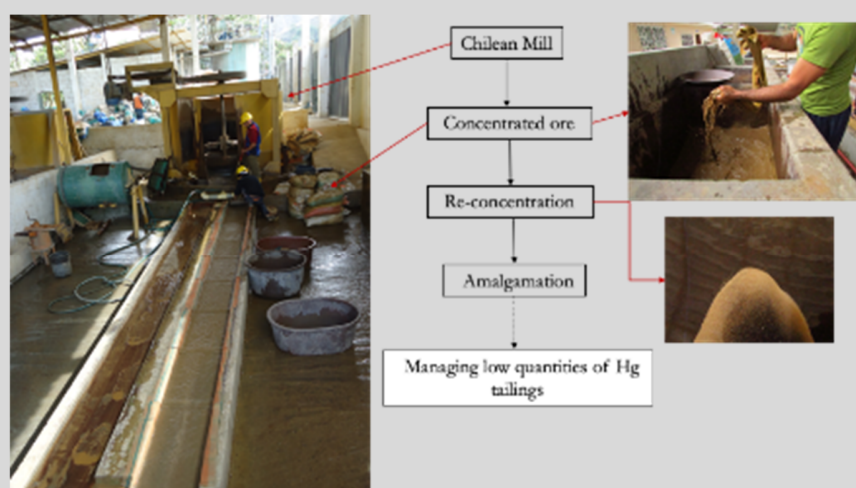 Chilean Mill
Concentrated ore
Re-concentration
Amalgamation
Managing low quantities of Hg
tailings